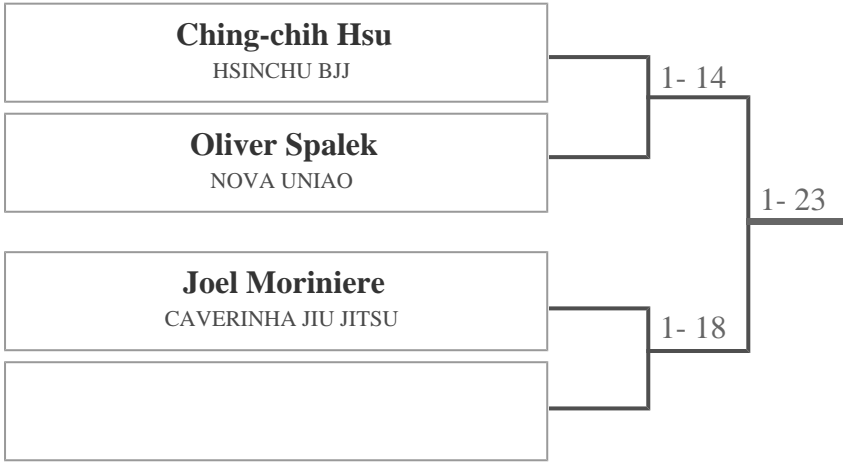 Ching-chih Hsu
HSINCHU BJJ
1- 14
Oliver Spalek
NOVA UNIAO
1- 23
Joel Moriniere
CAVERINHA JIU JITSU
1- 18